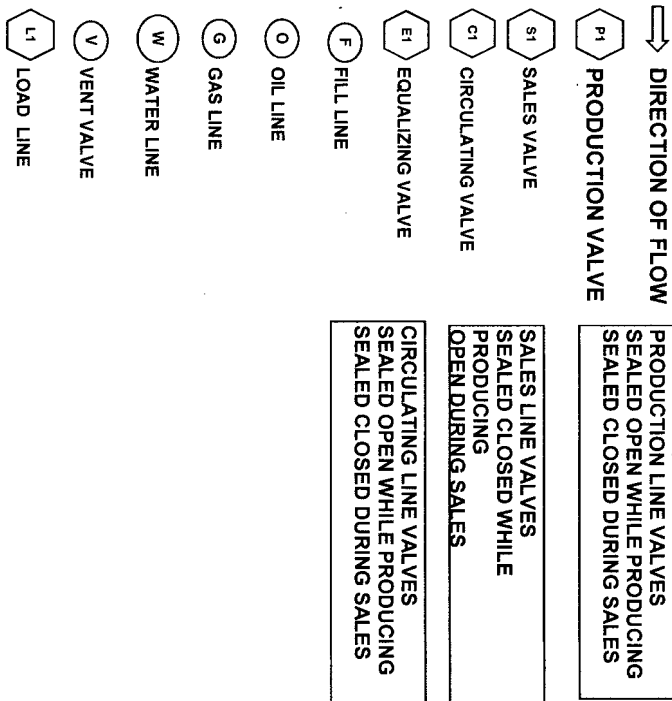 DIRECTION OF FLOW
P1 PRODUCTION VALVE
S1 SALES VALVE
C1 CIRCULATING VALVE
E1 EQUALIZING VALVE
F FILL LINE
O OIL LINE
G GAS LINE
W WATER LINE
V VENT VALVE
L1 LOAD LINE
PRODUCTION LINE VALVES
SEALED OPEN WHILE PRODUCING
SEALED CLOSED DURING SALES
SALES LINE VALVES
SEALED CLOSED WHILE
PRODUCING
OPEN DURING SALES
CIRCULATING LINE VALVES
SEALED OPEN WHILE PRODUCING
SEALED CLOSED DURING SALES